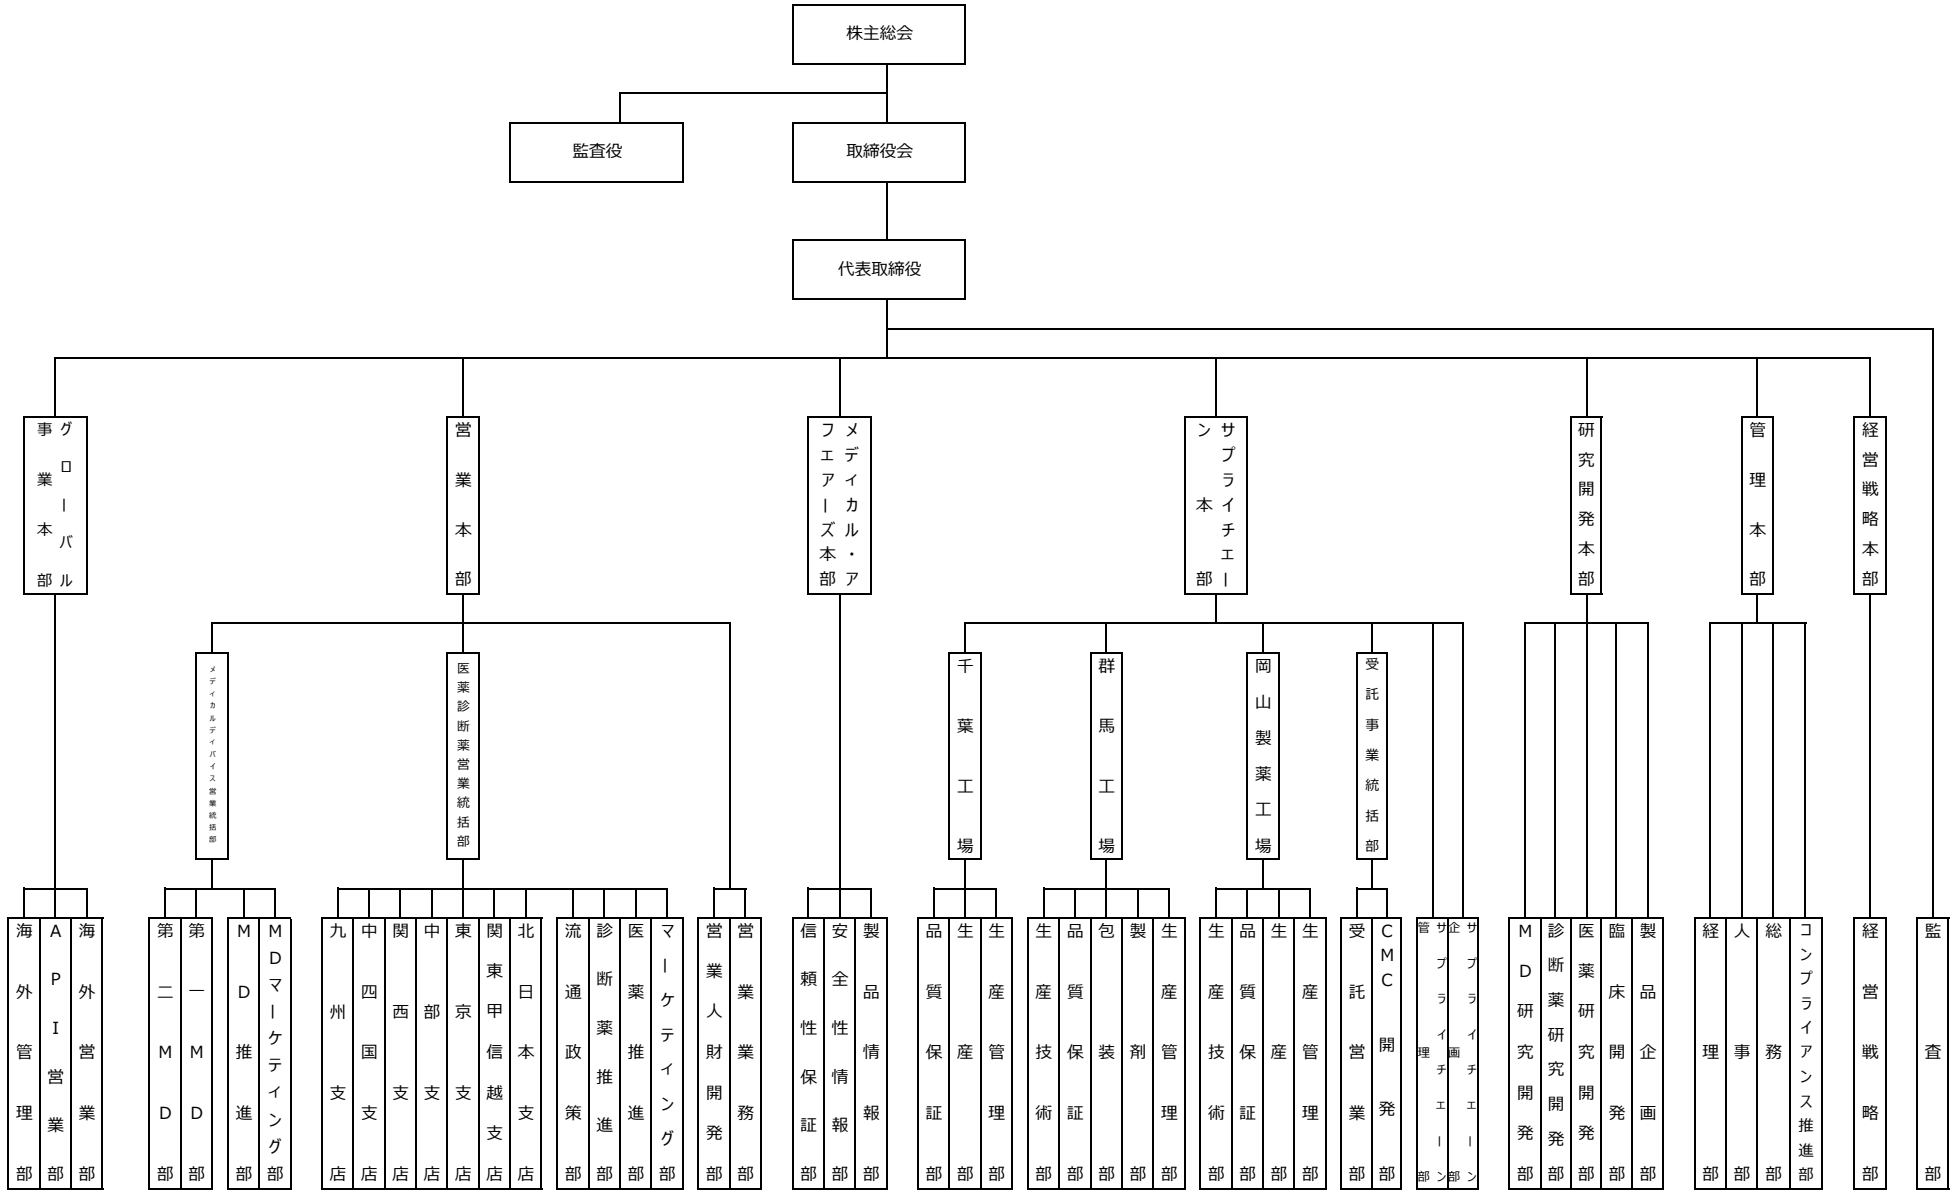 株主総会
監査役
取締役会
代表取締役
グローバル
事業本部
営業本部
メディカル・ア
フェアーズ本部
サプライチェー
ン本部
研究開発本部
管理本部
経営戦略本部
メディカルデイバイス営業統括部
医薬診断薬営業統括部
千葉工場
群馬工場
岡山製薬工場
受託事業統括部
海外管理部
API営業部
海外営業部
第二MD部
第一MD部
MD推進部
MDマーケティング部
九州支店
中四国支店
関西支店
中部支店
東京支店
関東甲信越支店
北日本支店
流通政策部
診断薬推進部
医薬推進部
マーケティング部
営業人財開発部
営業業務部
信頼性保証部
安全性情報部
製品情報部
品質保証部
生産部
生産管理部
生産技術部
品質保証部
包装部
製剤部
生産管理部
生産技術部
品質保証部
生産部
生産管理部
受託営業部
CMC開発部
サプライチェーン
管理部
サプライチェーン
企画部
MD研究開発部
診断薬研究開発部
医薬研究開発部
臨床開発部
製品企画部
経理部
人事部
総務部
コンプライアンス推進部
経営戦略部
監査部